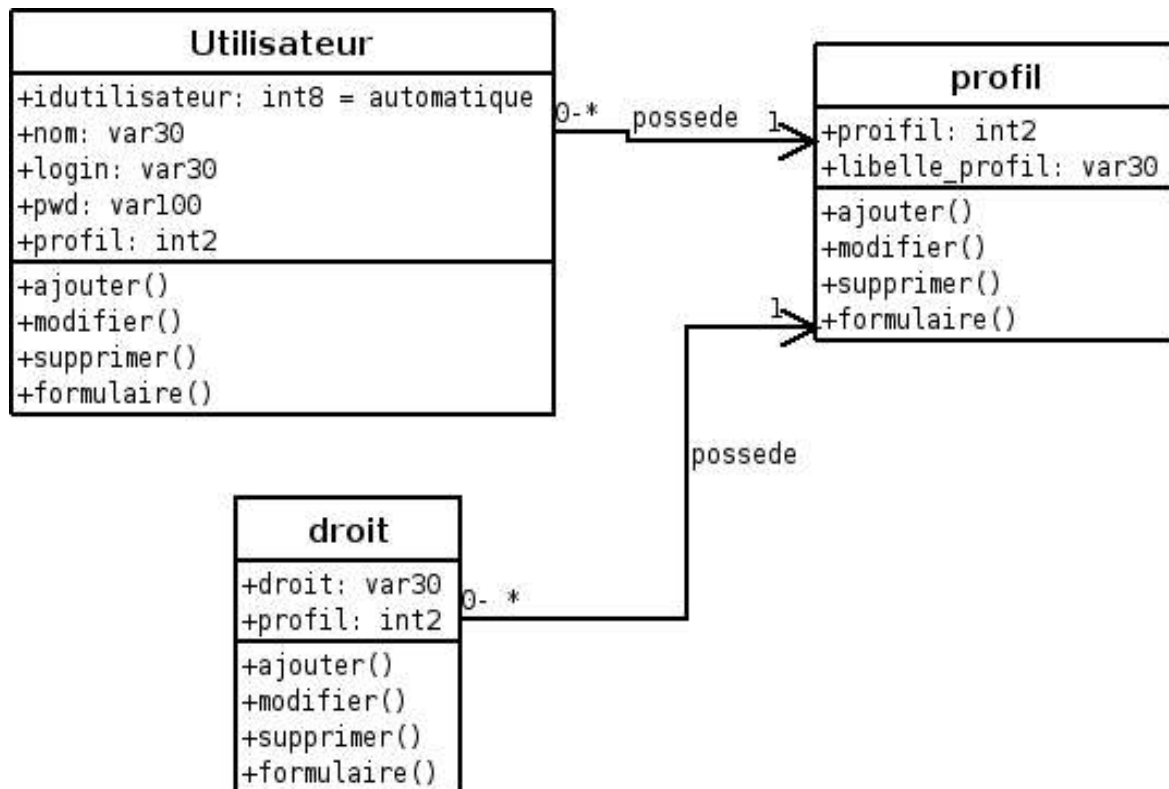 Utilisateur
+idutilisateur: int8 = automatique
+nom: var30
+login: var30
+pwd: var100
+profil: int2
+ajouter()
+modifier()
+supprimer()
+formulaire()
0-*
possede
1
profil
+proifil: int2
+libelle_profil: var30
+ajouter()
+modifier()
+supprimer()
+formulaire()
1
possede
droit
+droit: var30
+profil: int2
0- *
+ajouter()
+modifier()
+supprimer()
+formulaire()